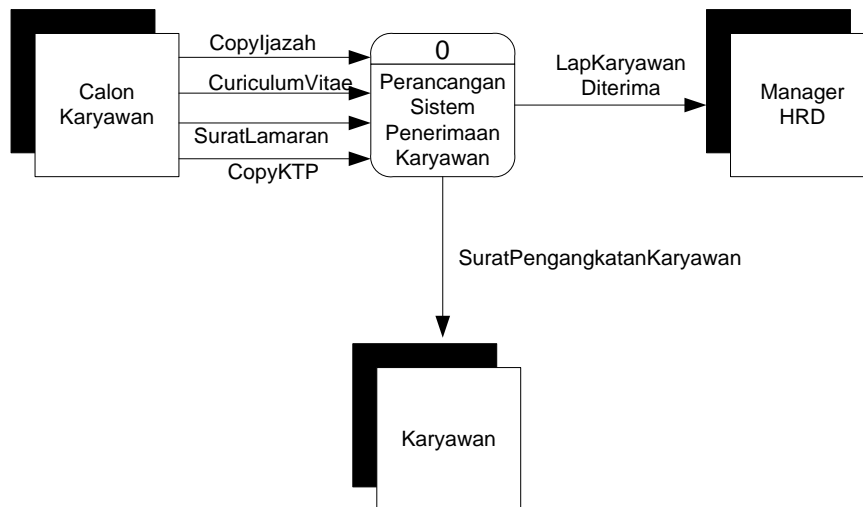 Calon
Karyawan
CopyIjazah
CuriculumVitae
SuratLamaran
CopyKTP
0
Perancangan
Sistem
Penerimaan
Karyawan
LapKaryawan
Diterima
Manager
HRD
SuratPengangkatanKaryawan
Karyawan